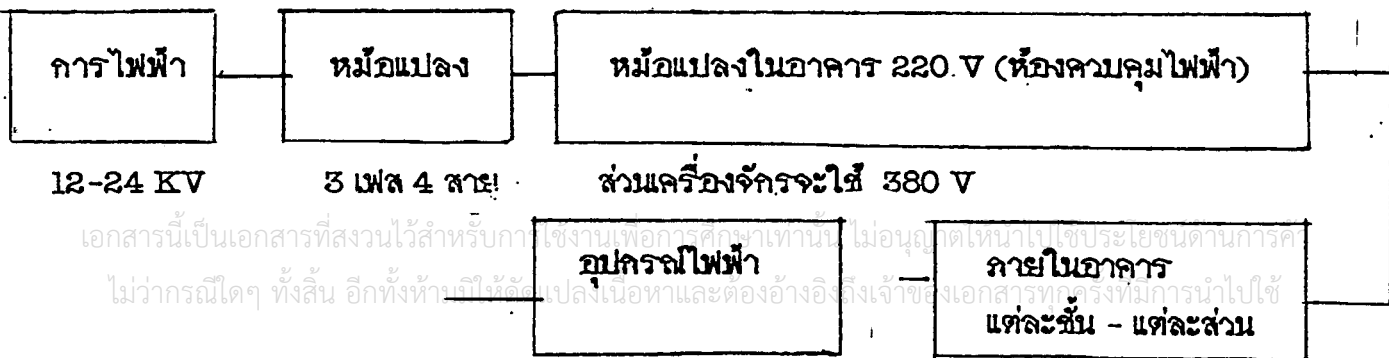 การไฟฟ้า
หม้อแปลง
หม้อแปลงในอาคาร 220 V (ห้องควบคุมไฟฟ้า)
12-24 KV
3 เฟส 4 สาย
ส่วนเครื่องจักรจะใช้ 380 V
เอกสารนี้เป็นเอกสารที่สงวนไว้สำหรับการใช้งานเพื่อการศึกษาเท่านั้น ไม่อนุญาตให้นำไปใช้ประโยชน์ด้านการค้า
อุปกรณ์ไฟฟ้า
ภายในอาคาร
ไม่ว่ากรณีใดๆ ทั้งสิ้น อีกทั้งห้ามมิให้ดัดแปลงเนื้อหาและต้องอ้างอิงถึงเจ้าของเอกสารทุกครั้งที่มีการนำไปใช้
แต่ละชั้น - แต่ละส่วน